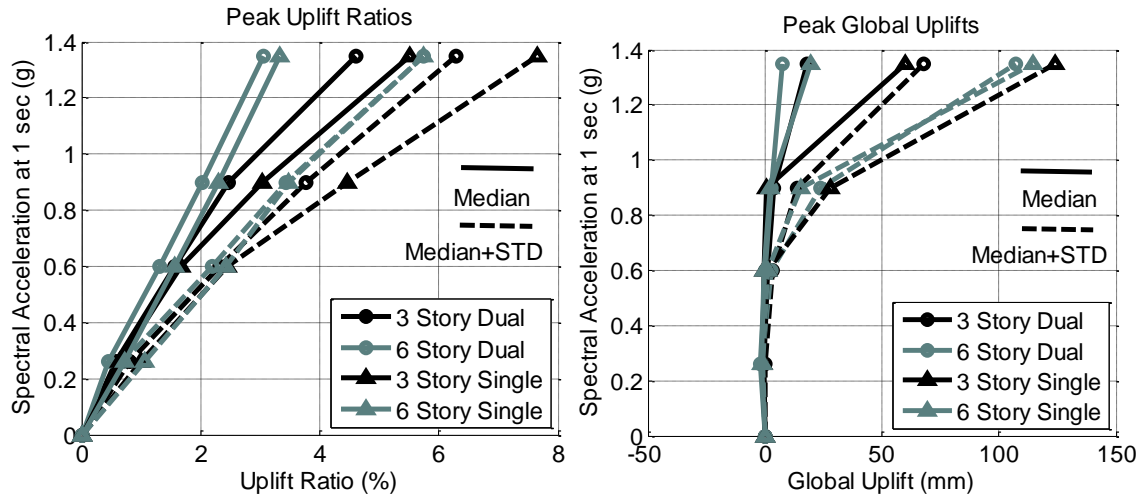 Peak Uplift Ratios
1.4
1.2
1
0.8
0.6
0.4
0.2
0
0
2
4
6
8
Spectral Acceleration at 1 sec (g)
Uplift Ratio (%)
Median
Median+STD
3 Story Dual
6 Story Dual
3 Story Single
6 Story Single
Peak Global Uplifts
1.4
1.2
1
0.8
0.6
0.4
0.2
0
-50
0
50
100
150
Spectral Acceleration at 1 sec (g)
Global Uplift (mm)
Median
Median+STD
3 Story Dual
6 Story Dual
3 Story Single
6 Story Single